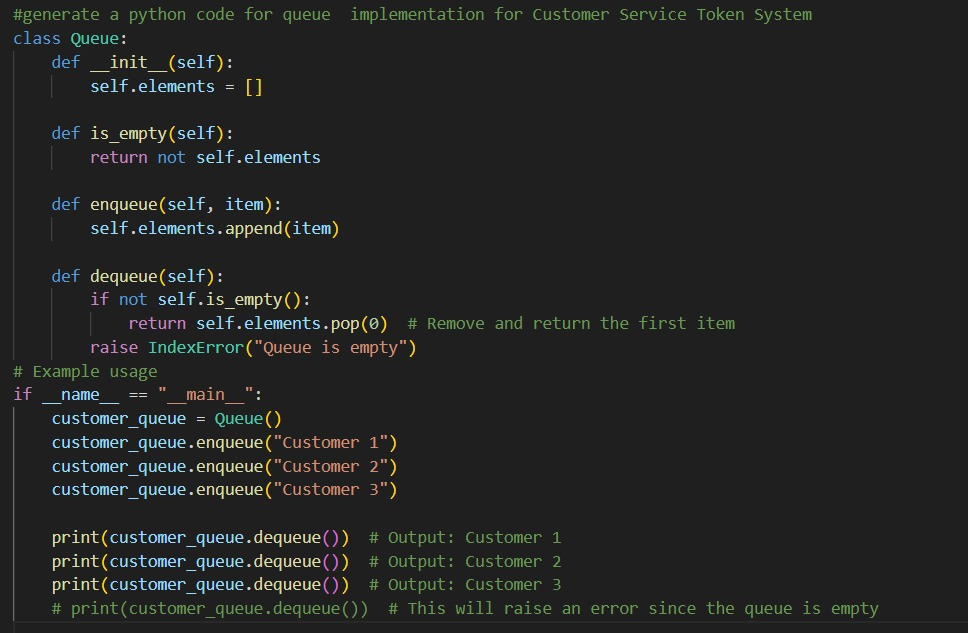 #generate a python code for queue  implementation for Customer Service Token System
class Queue:
    def __init__(self):
        self.elements = []

    def is_empty(self):
        return not self.elements

    def enqueue(self, item):
        self.elements.append(item)

    def dequeue(self):
        if not self.is_empty():
            return self.elements.pop(0)  # Remove and return the first item
        raise IndexError("Queue is empty")
# Example usage
if __name__ == "__main__":
    customer_queue = Queue()
    customer_queue.enqueue("Customer 1")
    customer_queue.enqueue("Customer 2")
    customer_queue.enqueue("Customer 3")

    print(customer_queue.dequeue())  # Output: Customer 1
    print(customer_queue.dequeue())  # Output: Customer 2
    print(customer_queue.dequeue())  # Output: Customer 3
    # print(customer_queue.dequeue())  # This will raise an error since the queue is empty